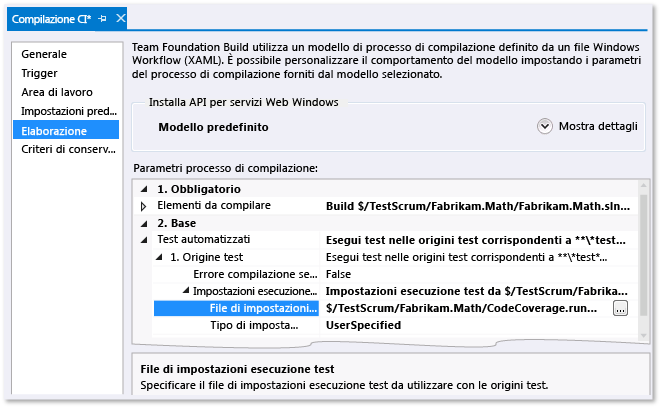 Compilazione CI*
Generale
Trigger
Area di lavoro
Impostazioni pred...
Elaborazione
Criteri di conserv...
Team Foundation Build utilizza un modello di processo di compilazione definito da un file Windows
Workflow (XAML). È possibile personalizzare il comportamento del modello impostando i parametri
del processo di compilazione forniti dal modello selezionato.
Installa API per servizi Web Windows
Modello predefinito
Mostra dettagli
Parametri processo di compilazione:
1. Obbligatorio
Elementi da compilare Build $/TestScrum/Fabrikam.Math/Fabrikam.Math.sln...
2. Base
Test automatizzati Esegui test nelle origini test corrispondenti a **\*test...
1. Origine test Esegui test nelle origini test corrispondenti a **\*test*...
Errore compilazione se... False
Impostazioni esecuzione... Impostazioni esecuzione test da $/TestScrum/Fabrika...
File di impostazioni... $/TestScrum/Fabrikam.Math/CodeCoverage.run... ...
Tipo di imposta... UserSpecified
File di impostazioni esecuzione test
Specificare il file di impostazioni esecuzione test da utilizzare con le origini test.